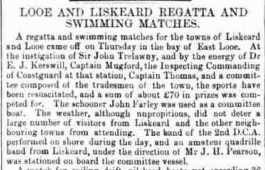 LOOE AND LISKEARD REGATTA AND
SWIMMING MATCHES.
A regatta and swimming matches for the towns of Liskeard
and Looe came off on Thursday in the bay of East Looe. At
the instigation of Sir John Trelawny, and by the energy of Dr
E. J. Kerswill, Captain Mugford, the Inspecting Commanding
of Coastguard at that station, Captain Thomas, and a commit-
tee composed of the tradesmen of the town, the sports have
been resuscitated, and a sum of about £70 in prizes was com-
peted for. The schooner John Farley was used as a committee
boat. The weather, although unpropitious, did not deter a
large number of visitors from Liskeard and the other neigh-
bouring towns from attending. The band of the 2nd D.C.A.
performed on shore during the day, and an amateur quadrille
band from Liskeard, under the direction of Mr J. H. Pearson,
was stationed on board the committee vessel.